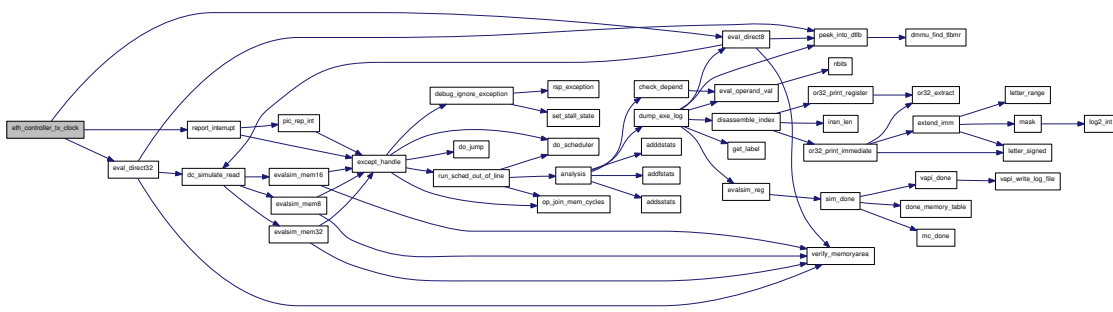 eth_controller_tx_clock
report_interrupt
eval_direct32
pic_rep_int
dc_simulate_read
evalsim_mem16
evalsim_mem8
evalsim_mem32
except_handle
debug_ignore_exception
do_jump
run_sched_out_of_line
rsp_exception
set_stall_state
do_scheduler
op_join_mem_cycles
analysis
check_depend
dump_exe_log
adddstats
addfstats
addsstats
eval_direct8
eval_operand_val
disassemble_index
get_label
evalsim_reg
peek_into_dtlb
nbits
or32_print_register
insn_len
or32_print_immediate
sim_done
verify_memoryarea
dmmu_find_tlbmr
or32_extract
extend_imm
vapi_done
done_memory_table
mc_done
letter_range
mask
letter_signed
vapi_write_log_file
log2_int